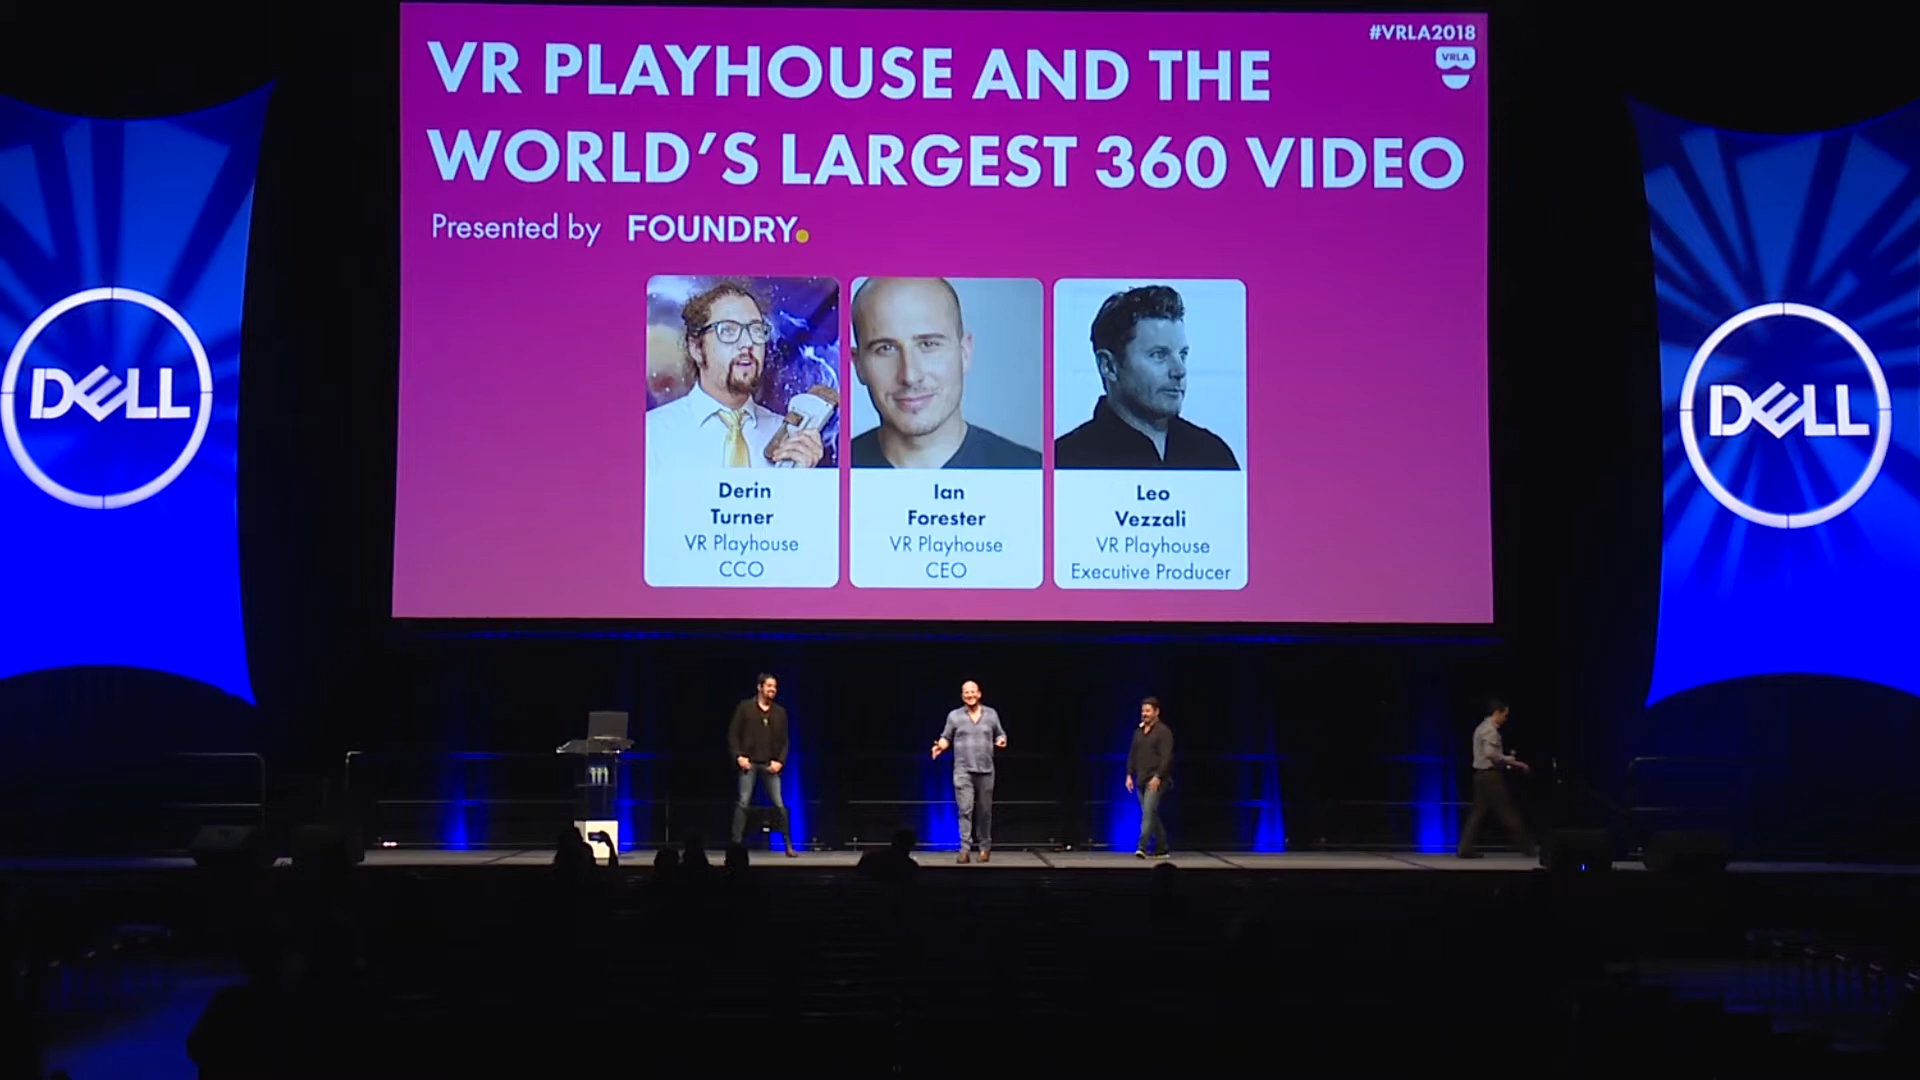 #VRLA2018
VRLA
VR PLAYHOUSE AND THE
WORLD'S LARGEST 360 VIDEO
Presented by FOUNDRY.
Derin
Turner
VR Playhouse
CCO
Ian
Forester
VR Playhouse
CEO
Leo
Vezzali
VR Playhouse
Executive Producer
DELL
DELL